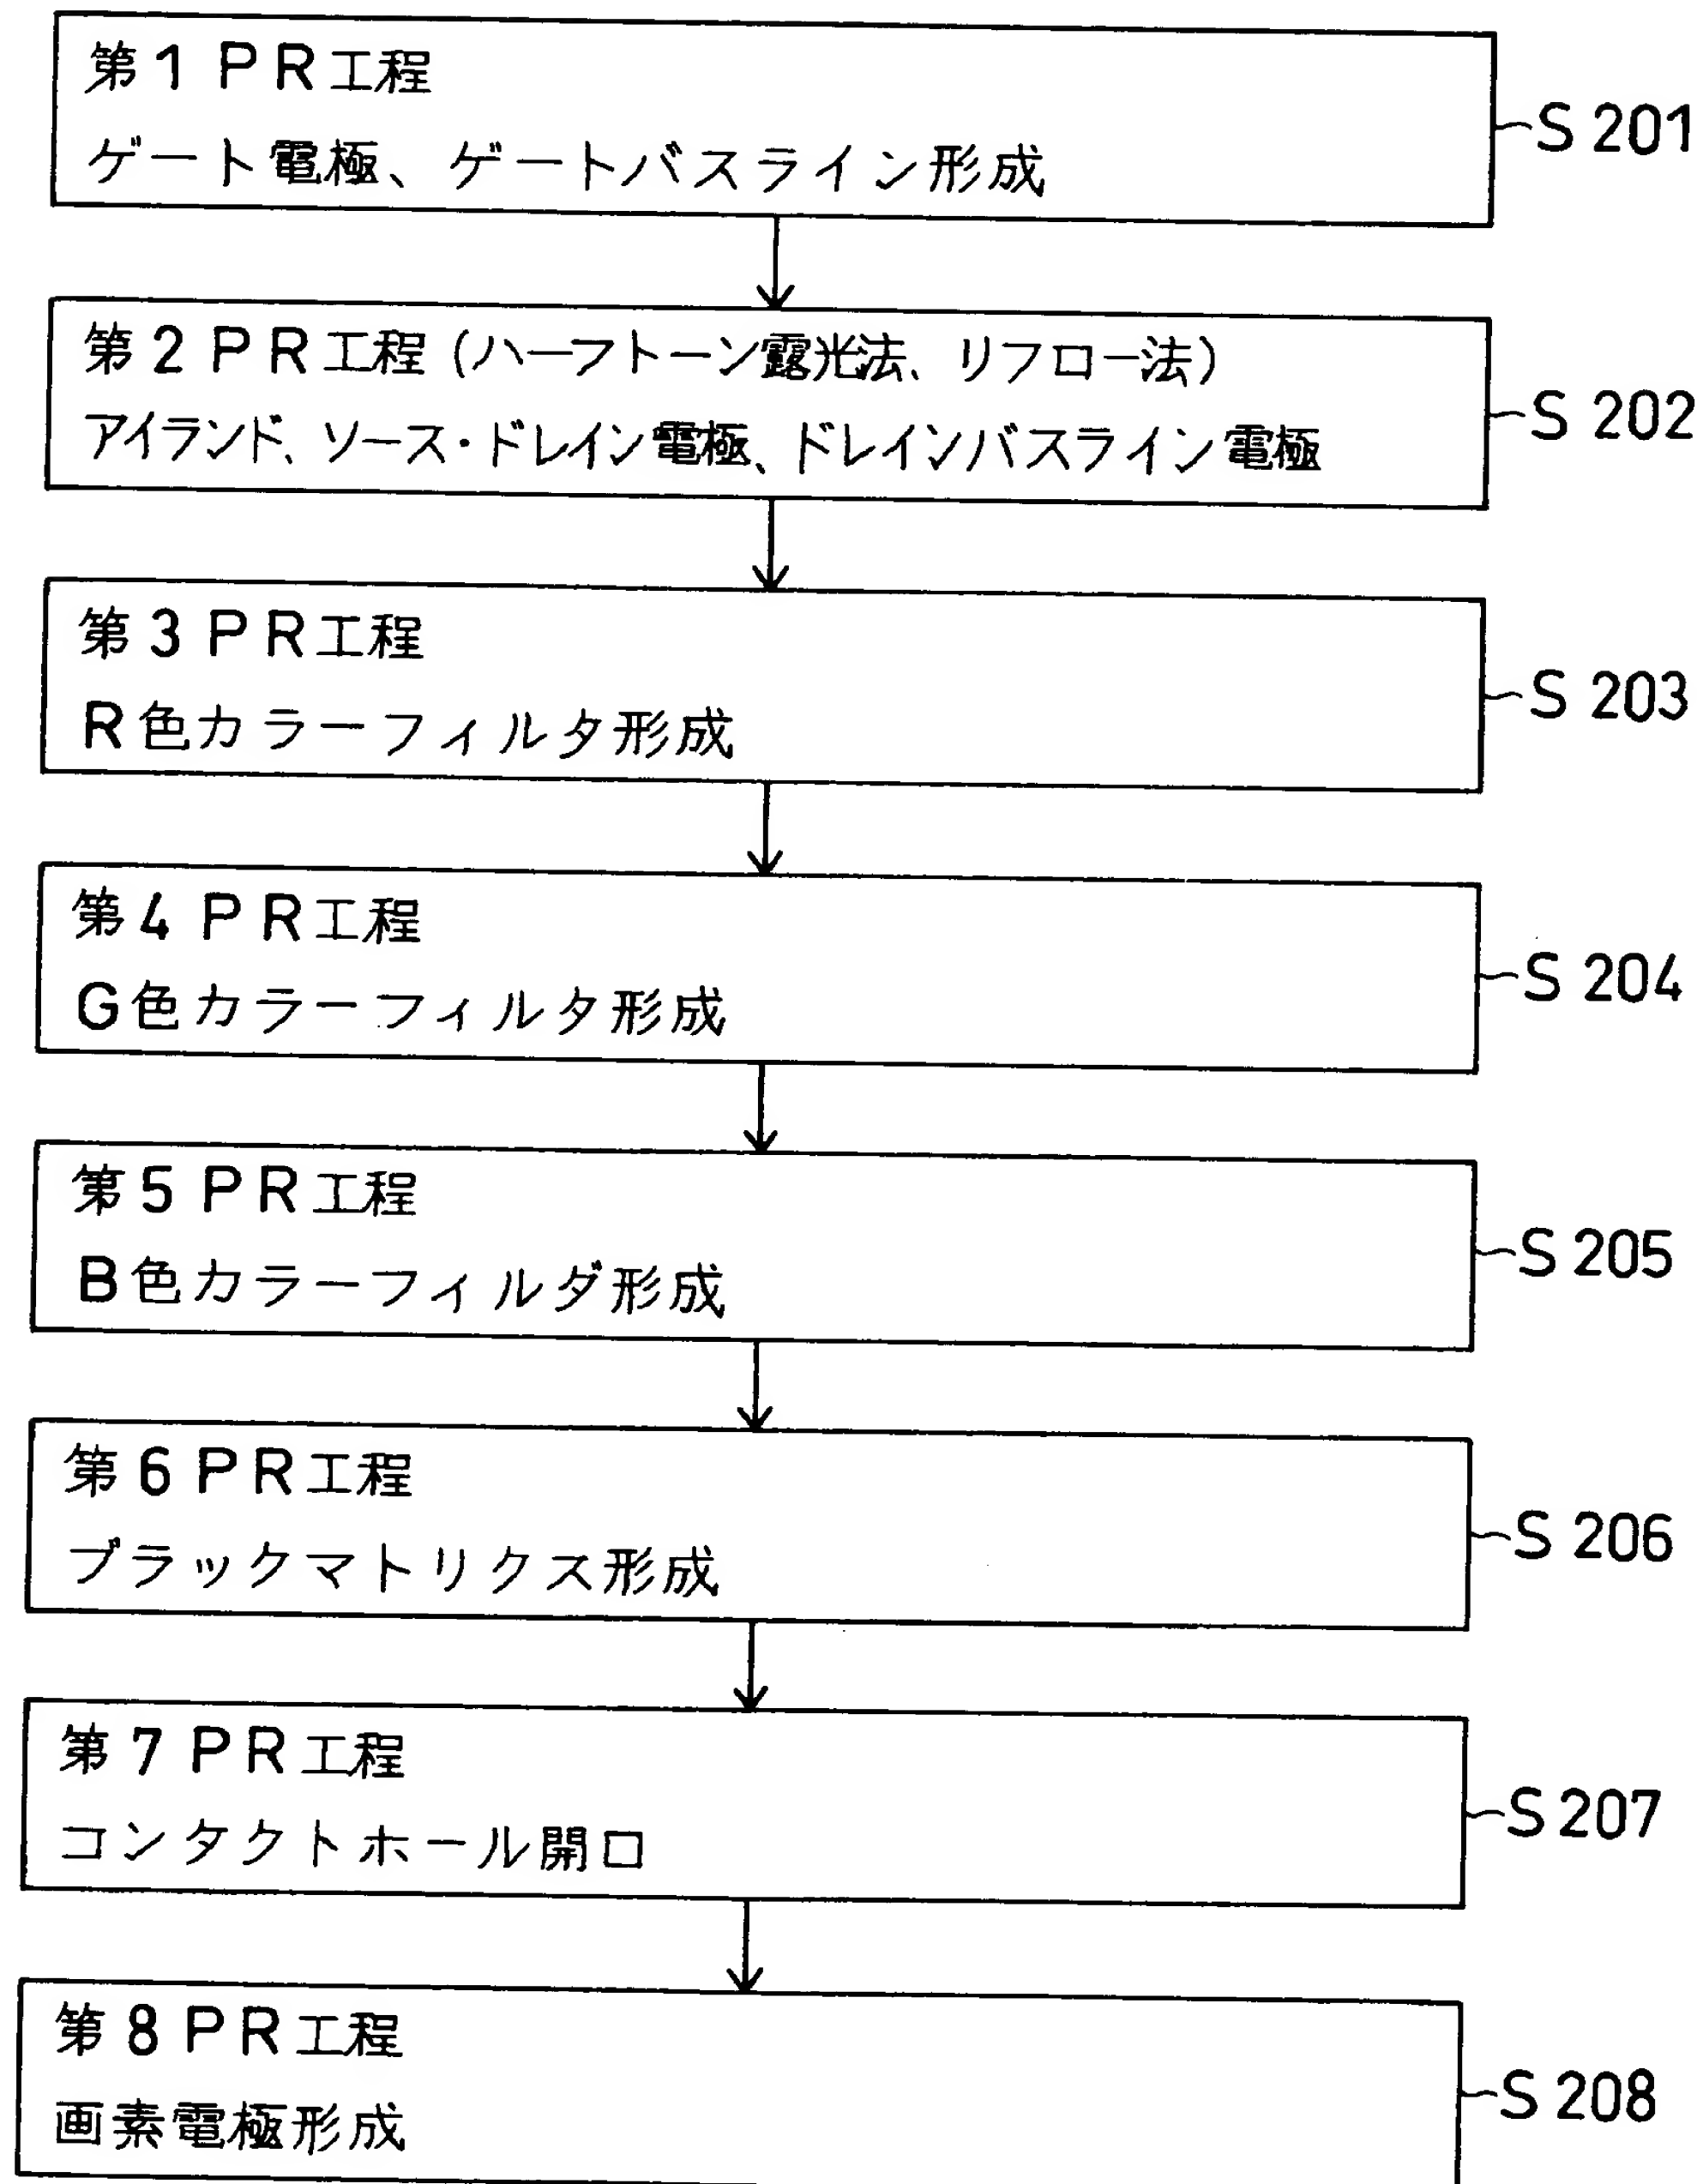 第1 PR工程
ゲート電極、ゲートバスライン形成
S 201
第2 PR工程(ハーフトーン露光法、リフロー法)
アイランド、ソース・ドレイン電極、ドレインバスライン電極
S 202
第3 PR工程
R色カラーフィルタ形成
S 203
第4 PR工程
G色カラーフィルタ形成
S 204
第5 PR工程
B色カラーフィルダ形成
S 205
第6 PR工程
ブラックマトリクス形成
S 206
第7 PR工程
コンタクトホール開口
S 207
第8 PR工程
画素電極形成
S 208